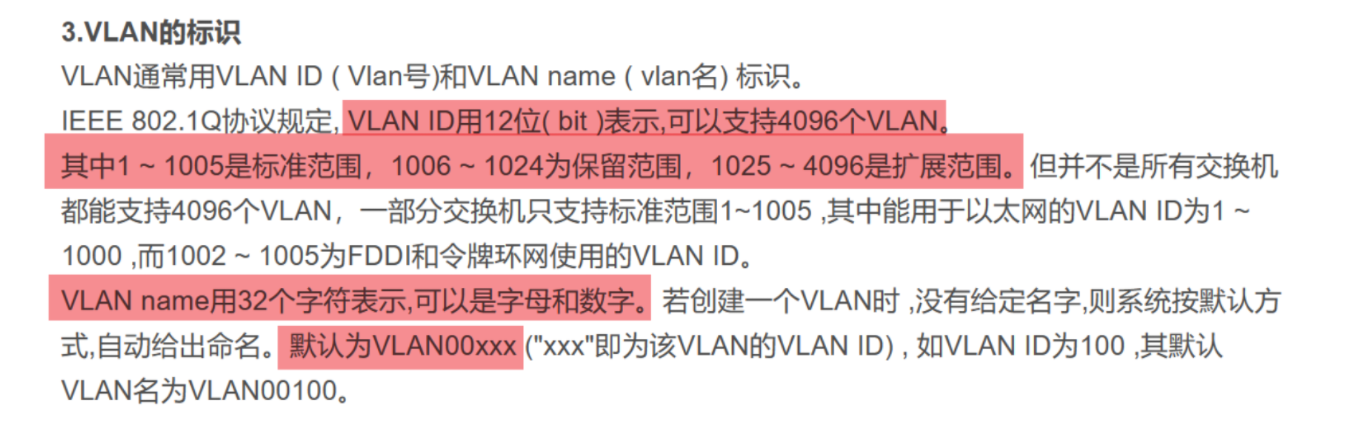 3.VLAN的标识
VLAN通常用VLAN ID ( Vlan号)和VLAN name ( vlan名) 标识。
IEEE 802.1Q协议规定, VLAN ID用12位( bit )表示,可以支持4096个VLAN。
其中1 ~ 1005是标准范围，1006 ~ 1024为保留范围，1025 ~ 4096是扩展范围。但并不是所有交换机
都能支持4096个VLAN，一部分交换机只支持标准范围1~1005 ,其中能用于以太网的VLAN ID为1 ~
1000 ,而1002 ~ 1005为FDDI和令牌环网使用的VLAN ID。
VLAN name用32个字符表示,可以是字母和数字。若创建一个VLAN时 ,没有给定名字,则系统按默认方
式,自动给出命名。默认为VLAN00xxx ("xxx"即为该VLAN的VLAN ID) , 如VLAN ID为100 ,其默认
VLAN名为VLAN00100。